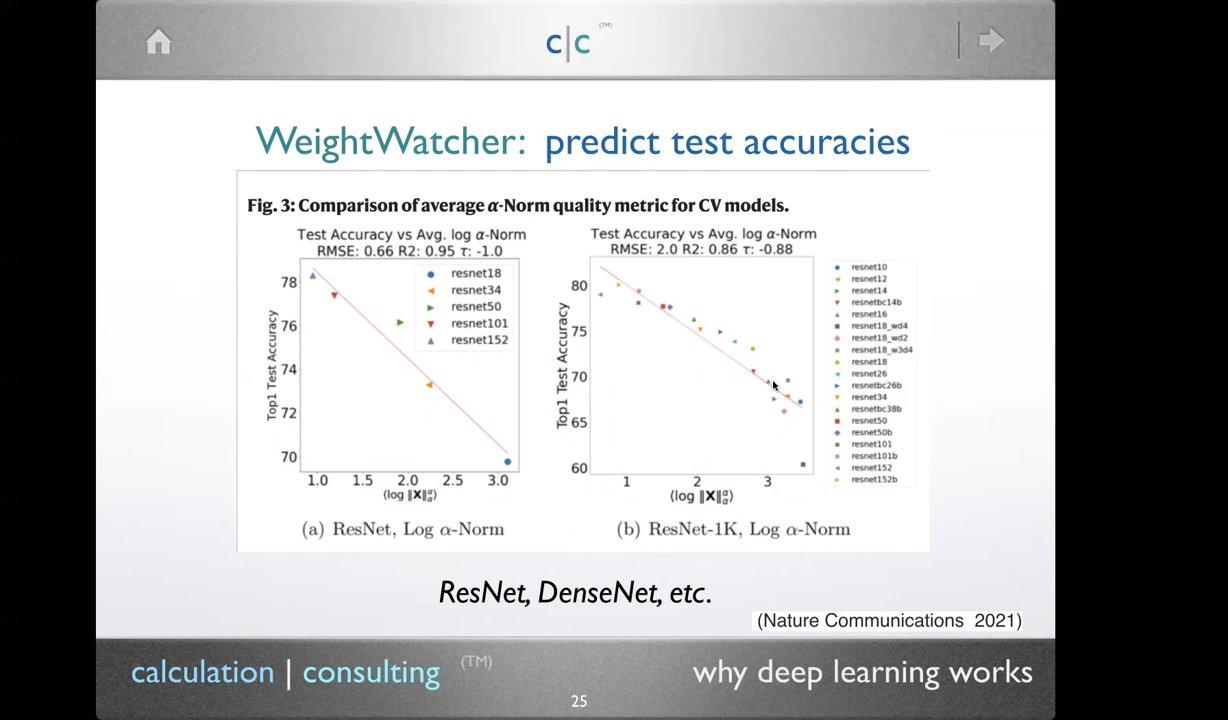 c|c (TM)
WeightWatcher: predict test accuracies
Fig. 3: Comparison of average α-Norm quality metric for CV models.
Test Accuracy vs Avg. log α-Norm
RMSE: 0.66 R2: 0.95 τ: -1.0
78
76
74
72
70
Top1 Test Accuracy
resnet18
resnet34
resnet50
resnet101
resnet152
1.0 1.5 2.0 2.5 3.0
⟨log ‖X‖α^α⟩
(a) ResNet, Log α-Norm
Test Accuracy vs Avg. log α-Norm
RMSE: 2.0 R2: 0.86 τ: -0.88
80
75
70
65
60
Top1 Test Accuracy
1 2 3
⟨log ‖X‖α^α⟩
resnet10
resnet12
resnet14
resnetbc14b
resnet16
resnet18_wd4
resnet18_wd2
resnet18_w3d4
resnet18
resnet26
resnetbc26b
resnet34
resnetbc38b
resnet50
resnet50b
resnet101
resnet101b
resnet152
resnet152b
(b) ResNet-1K, Log α-Norm
ResNet, DenseNet, etc.
(Nature Communications 2021)
calculation | consulting (TM)
why deep learning works
25